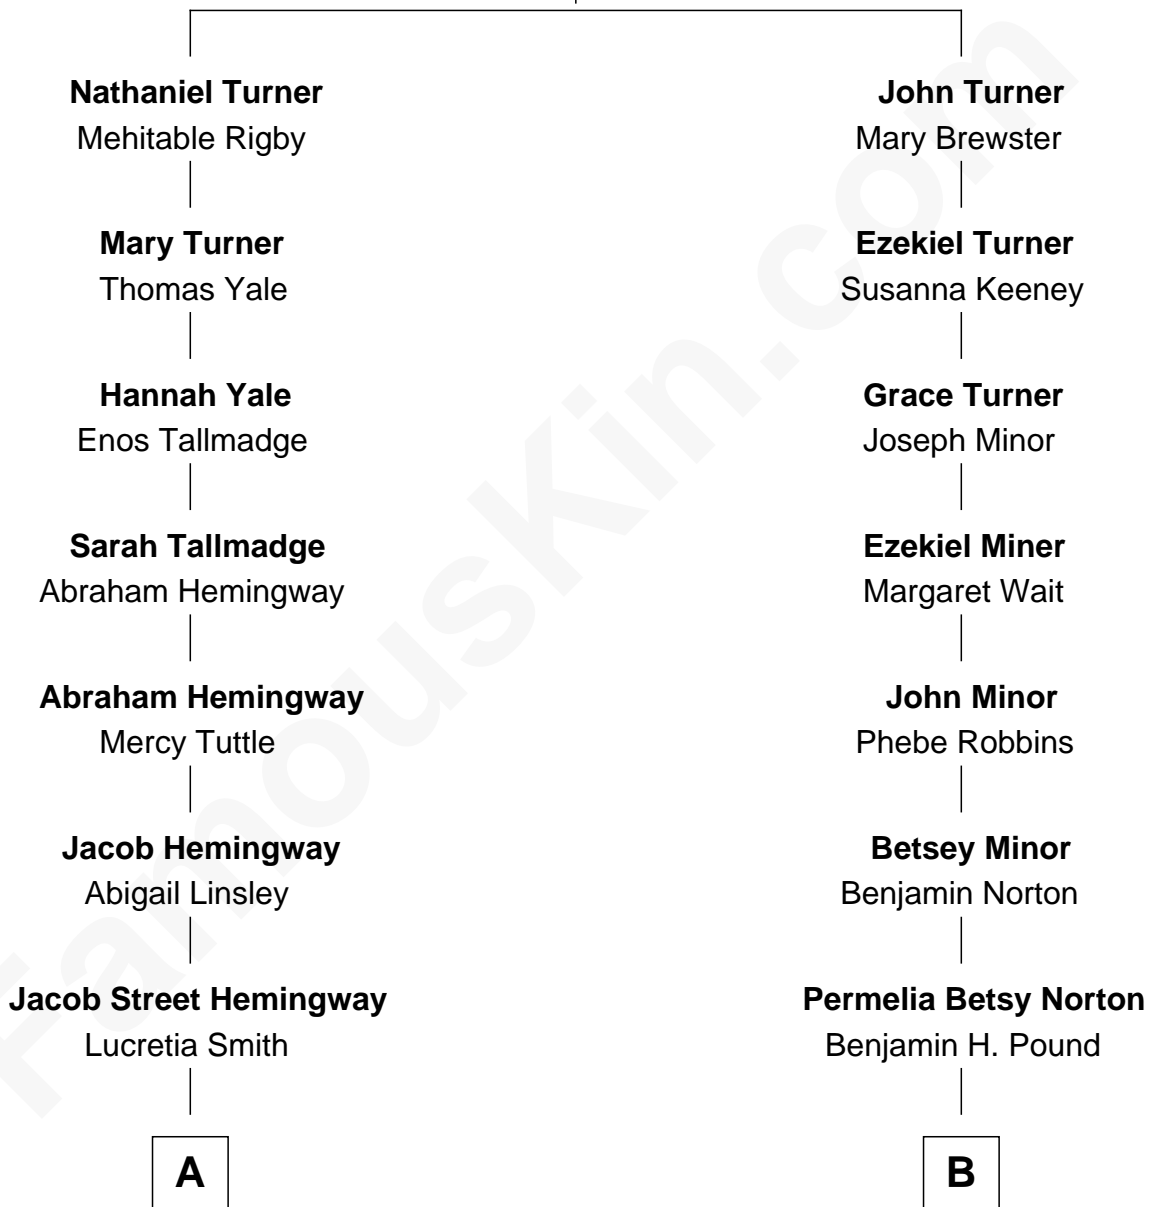 Nathaniel Turner
Mehitable Rigby
John Turner
Mary Brewster
Mary Turner
Thomas Yale
Ezekiel Turner
Susanna Keeney
Hannah Yale
Enos Tallmadge
Grace Turner
Joseph Minor
Sarah Tallmadge
Abraham Hemingway
Ezekiel Miner
Margaret Wait
Abraham Hemingway
Mercy Tuttle
John Minor
Phebe Robbins
Jacob Hemingway
Abigail Linsley
Betsey Minor
Benjamin Norton
Jacob Street Hemingway
Lucretia Smith
Permelia Betsy Norton
Benjamin H. Pound
A
B
FamousKin.com